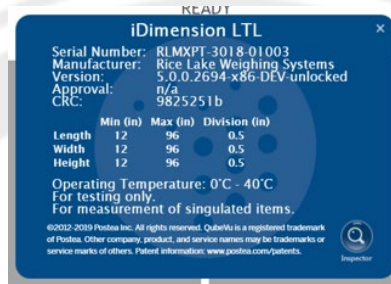 READY
iDimension LTL
×
Serial Number: RLMXPT-3018-01003
Manufacturer: Rice Lake Weighing Systems
Version: 5.0.0.2694-x86-DEV-unlocked
Approval: n/a
CRC: 9825251b
Min (in) Max (in) Division (in)
Length 12 96 0.5
Width 12 96 0.5
Height 12 96 0.5
Operating Temperature: 0°C - 40°C
For testing only.
For measurement of singulated items.
©2012-2019 Postea Inc. All rights reserved. QubeVu is a registered trademark
of Postea. Other company, product, and service names may be trademarks or
service marks of others. Patent information: www.postea.com/patents.
Inspector